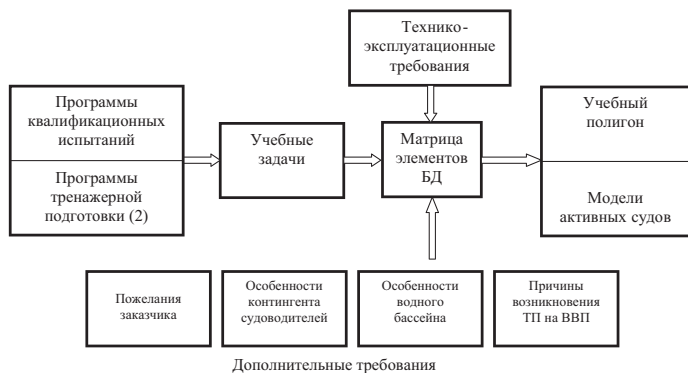 Технико-
эксплуатационные
требования
Программы
квалификационных
испытаний
Программы
тренажерной
подготовки (2)
Учебные
задачи
Матрица
элементов
БД
Учебный
полигон
Модели
активных судов
Пожелания
заказчика
Особенности
контингента
судоводителей
Особенности
водного
бассейна
Причины
возникновения
ТП на ВВП
Дополнительные требования